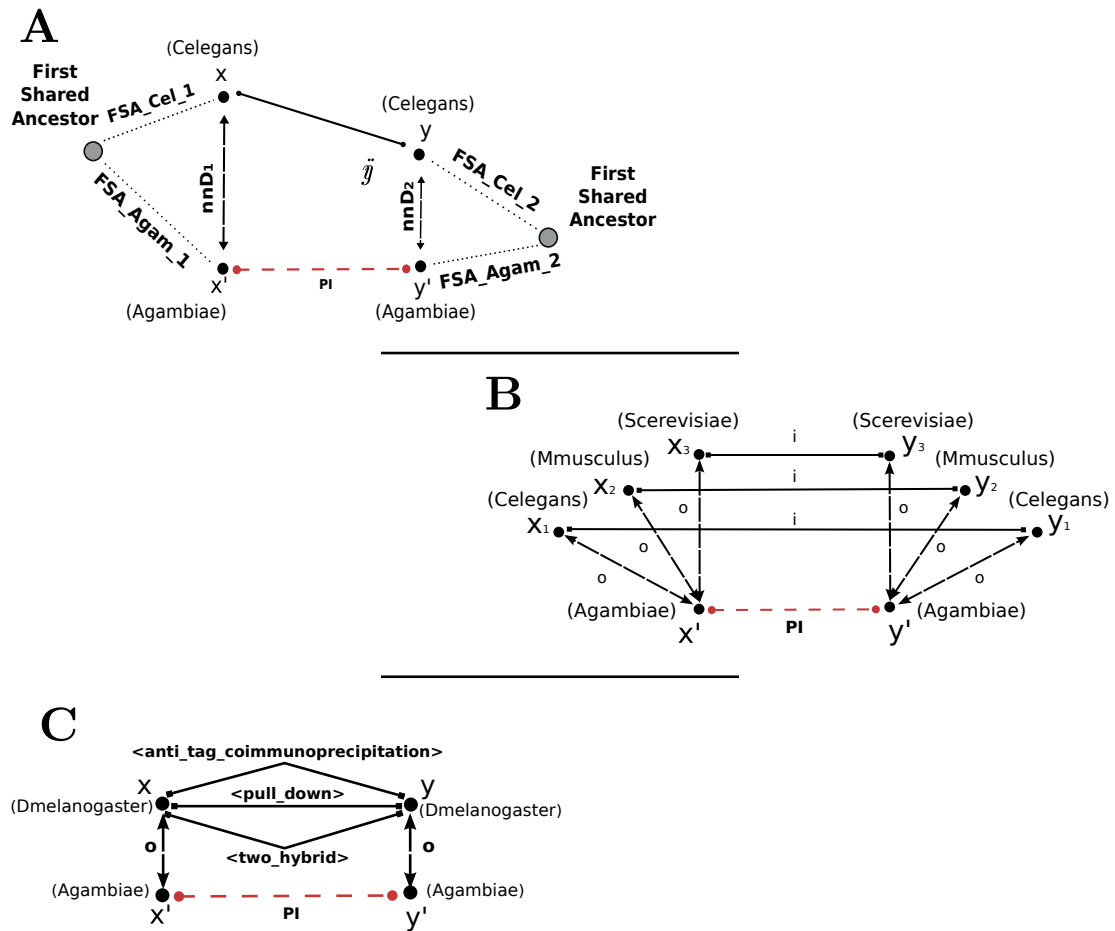 A
(Celegans)
x
First
Shared
Ancestor
FSA_Cel_1
(Celegans)
y
FSA_Cel_2
First
Shared
Ancestor
nnD₁
ÿ
nnD₂
FSA_Agam_1
FSA_Agam_2
x'
PI
y'
(Agambiae)
(Agambiae)
B
(Scerevisiae)
(Scerevisiae)
x₃
i
y₃
(Mmusculus)
(Mmusculus)
x₂
i
y₂
(Celegans)
(Celegans)
o
o
x₁
i
y₁
o
o
o
o
(Agambiae)
(Agambiae)
x'
PI
y'
C
<anti_tag_coimmunoprecipitation>
x
y
<pull_down>
(Dmelanogaster)
(Dmelanogaster)
o
o
<two_hybrid>
(Agambiae)
(Agambiae)
x'
PI
y'